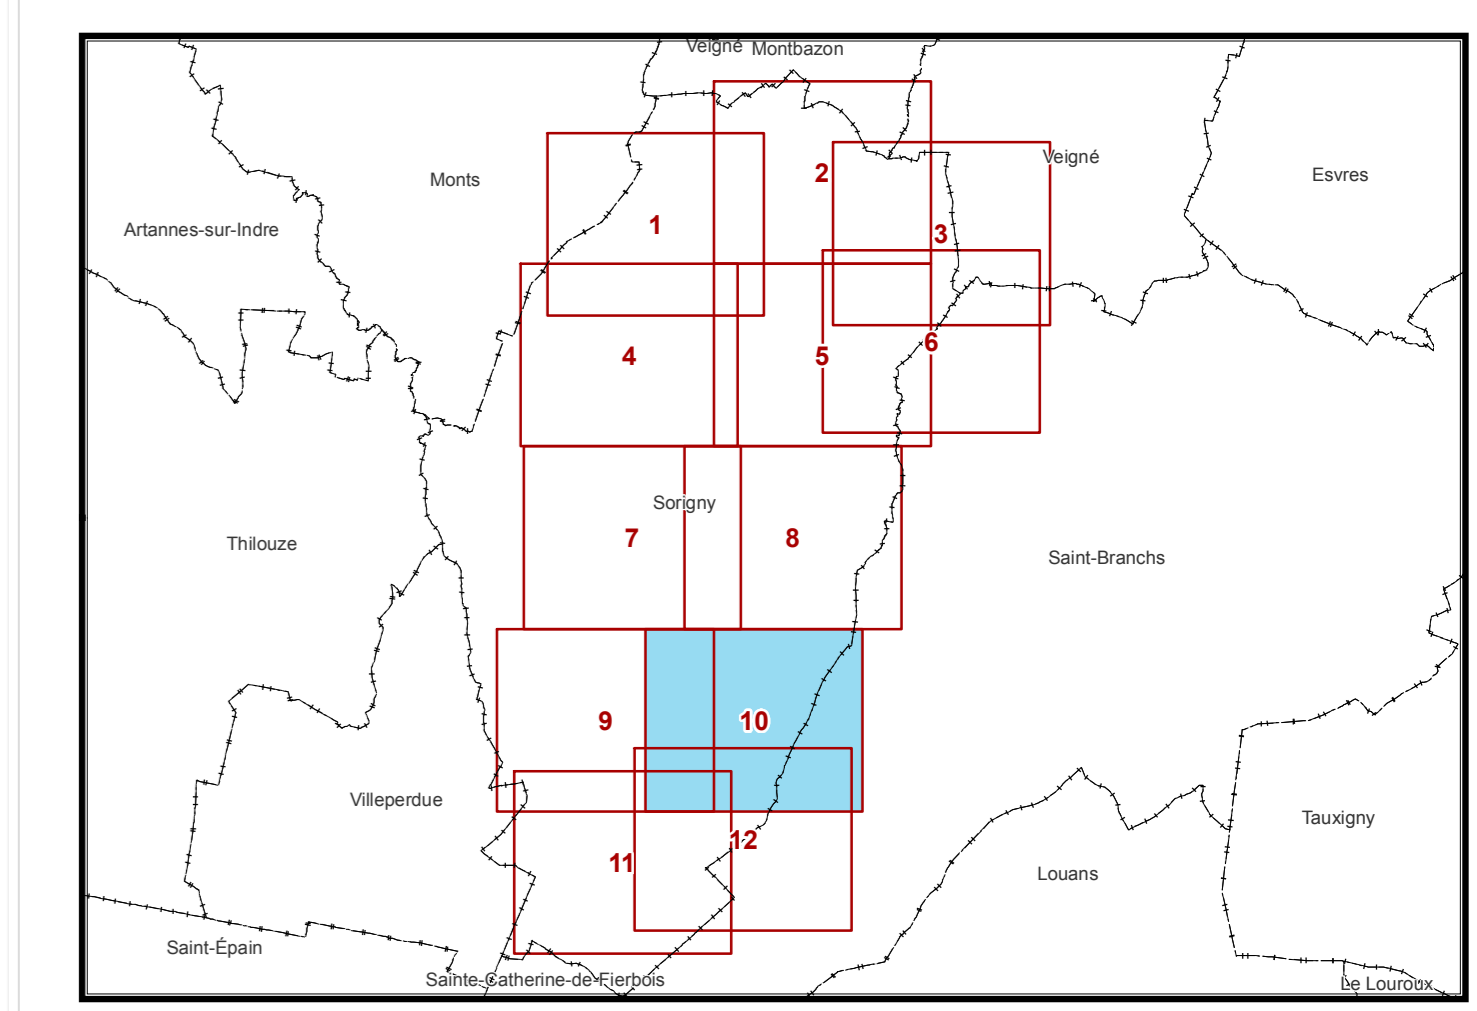 Veigné Montbazon
Veigné
Monts
2
Esvres
Artannes-sur-Indre
1
3
4
5
6
Sorigny
7
8
Thilouze
Saint-Branchs
9
10
Villeperdue
Tauxigny
12
11
Louans
Saint-Épain
Sainte-Catherine-de-Fierbois
Le Louroux